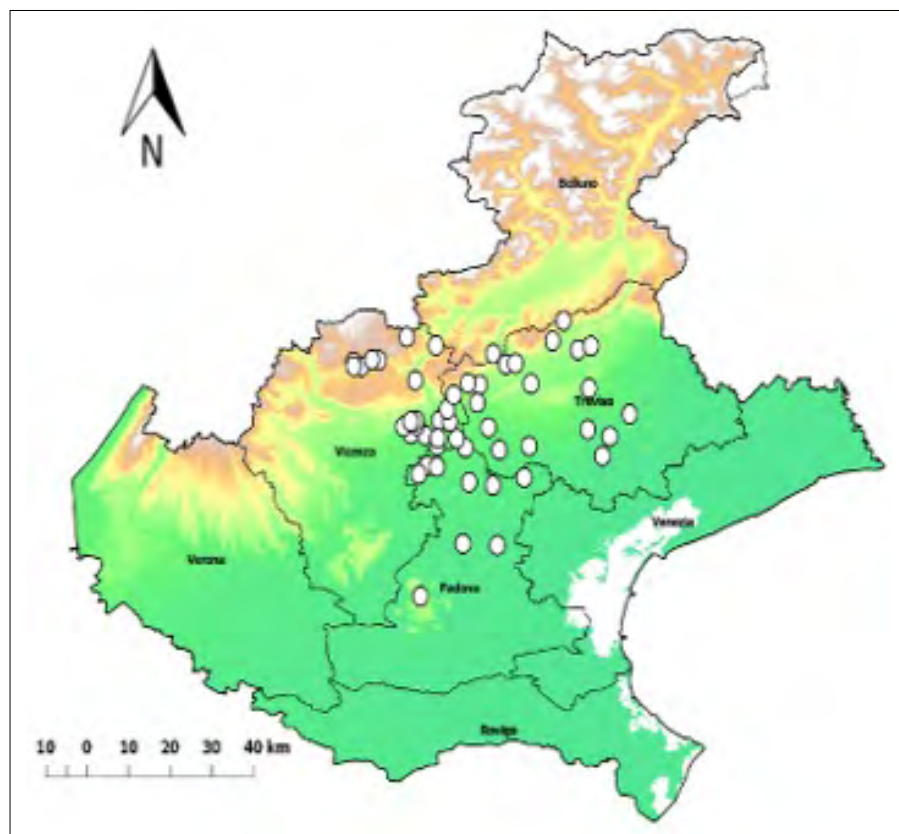 N
Belluno
Treviso
Vicenza
Venezia
Verona
Padova
Rovigo
10 0 10 20 30 40 km